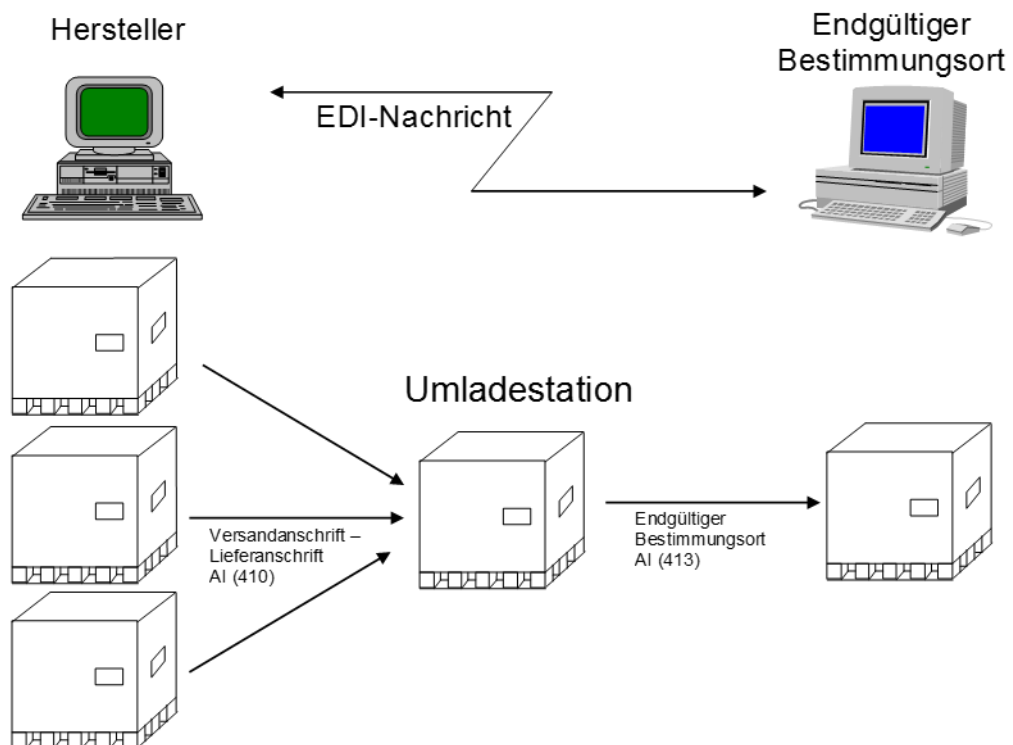 Hersteller
Endgültiger
Bestimmungsort
EDI-Nachricht
Umladestation
Versandanschrift –
Lieferanschrift
AI (410)
Endgültiger
Bestimmungsort
AI (413)